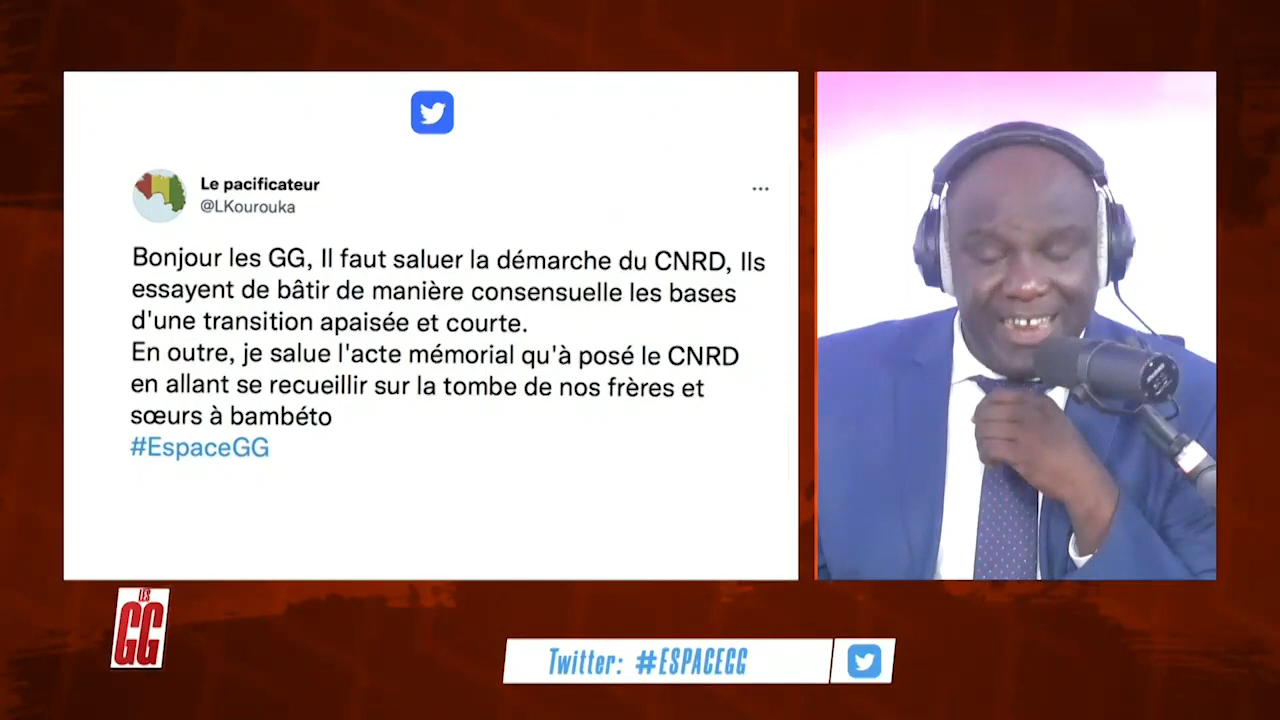 Le pacificateur
@LKourouka
...
Bonjour les GG, Il faut saluer la démarche du CNRD, Ils
essayent de bâtir de manière consensuelle les bases
d'une transition apaisée et courte.
En outre, je salue l'acte mémorial qu'à posé le CNRD
en allant se recueillir sur la tombe de nos frères et
sœurs à bambéto
#EspaceGG
LES
GG
Twitter: #ESPACEGG